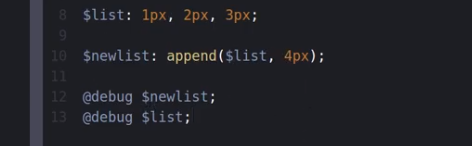 8 $list: 1px, 2px, 3px;
9
10 $newlist: append($list, 4px);
11
12 @debug $newlist;
13 @debug $list;